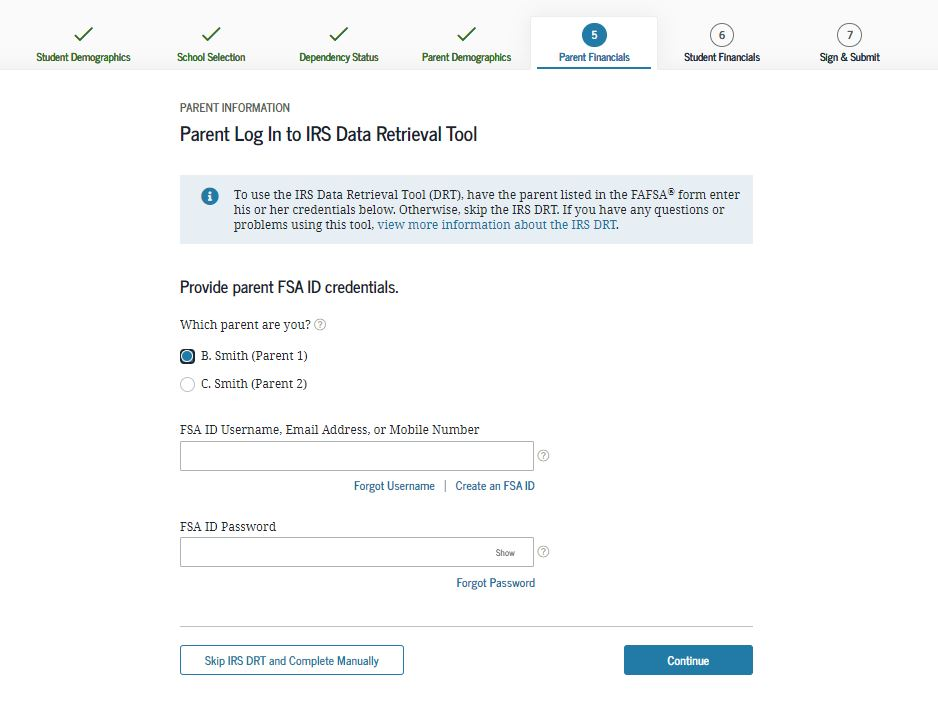 5
6
7
Student Demographics
School Selection
Dependency Status
Parent Demographics
Parent Financials
Student Financials
Sign & Submit
PARENT INFORMATION
Parent Log In to IRS Data Retrieval Tool
i
To use the IRS Data Retrieval Tool (DRT), have the parent listed in the FAFSA® form enter
his or her credentials below. Otherwise, skip the IRS DRT. If you have any questions or
problems using this tool, view more information about the IRS DRT.
Provide parent FSA ID credentials.
Which parent are you? ?
B. Smith (Parent 1)
C. Smith (Parent 2)
FSA ID Username, Email Address, or Mobile Number
?
Forgot Username | Create an FSA ID
FSA ID Password
Show ?
Forgot Password
Skip IRS DRT and Complete Manually
Continue